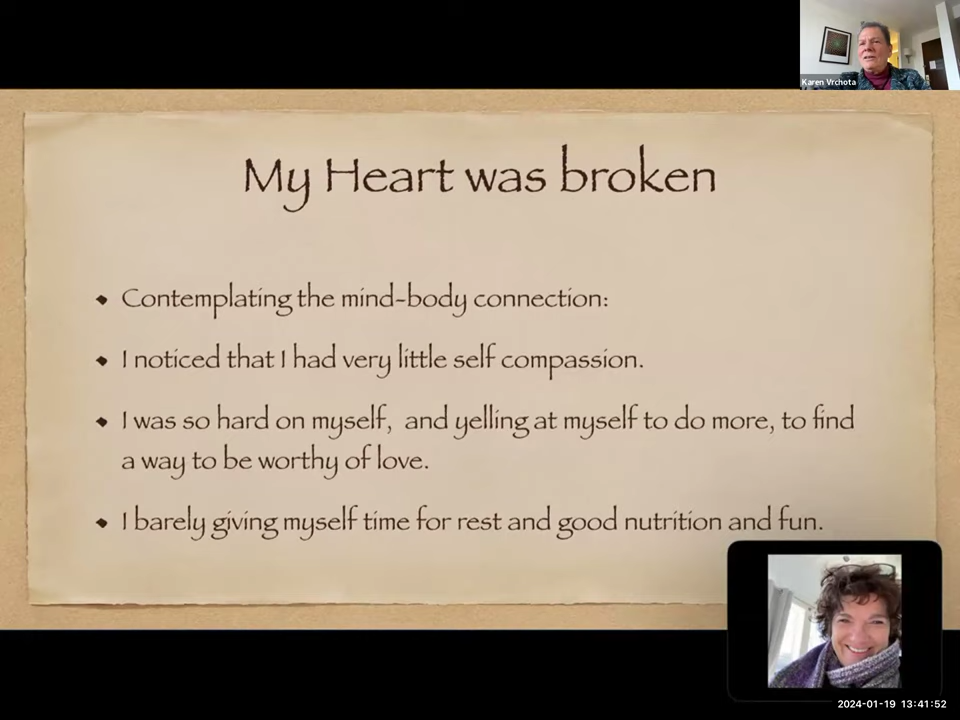 Karen Vrchota
My Heart was broken
Contemplating the mind-body connection:
I noticed that I had very little self compassion.
I was so hard on myself, and yelling at myself to do more, to find
a way to be worthy of love.
I barely giving myself time for rest and good nutrition and fun.
2024-01-19 13:41:52